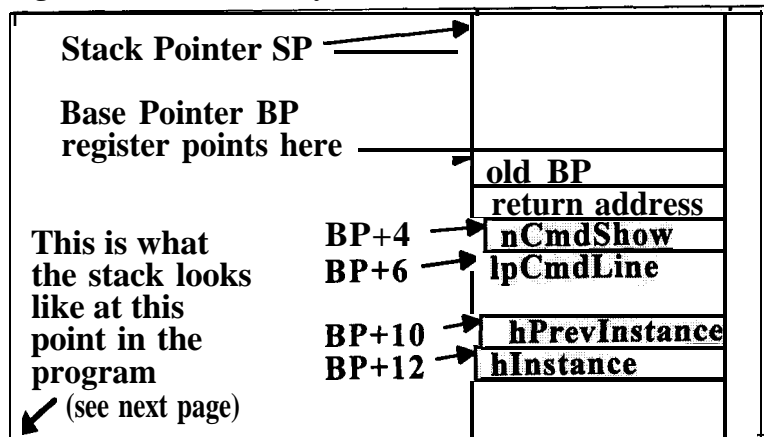 Stack Pointer SP
Base Pointer BP
register points here
old BP
return address
This is what
the stack looks
like at this
point in the
program
(see next page)
BP+4
nCmdShow
BP+6
lpCmdLine
BP+10
hPrevInstance
BP+12
hInstance